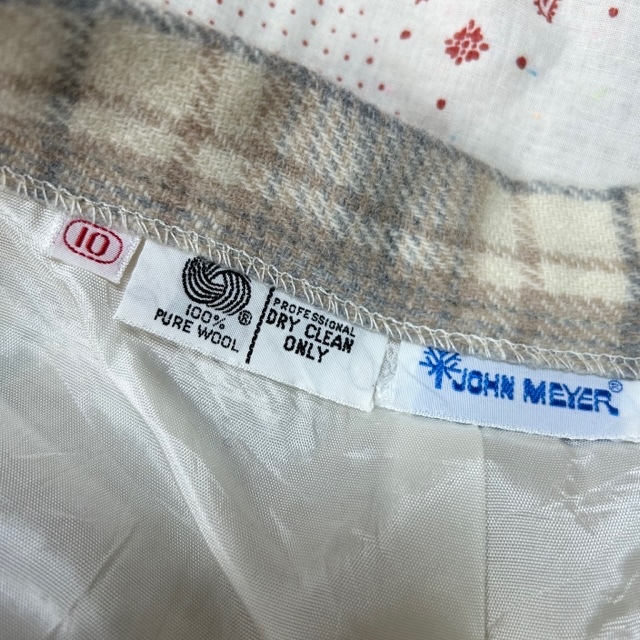 10
100%
PURE WOOL ®
PROFESSIONAL
DRY CLEAN
ONLY
JOHN MEYER®